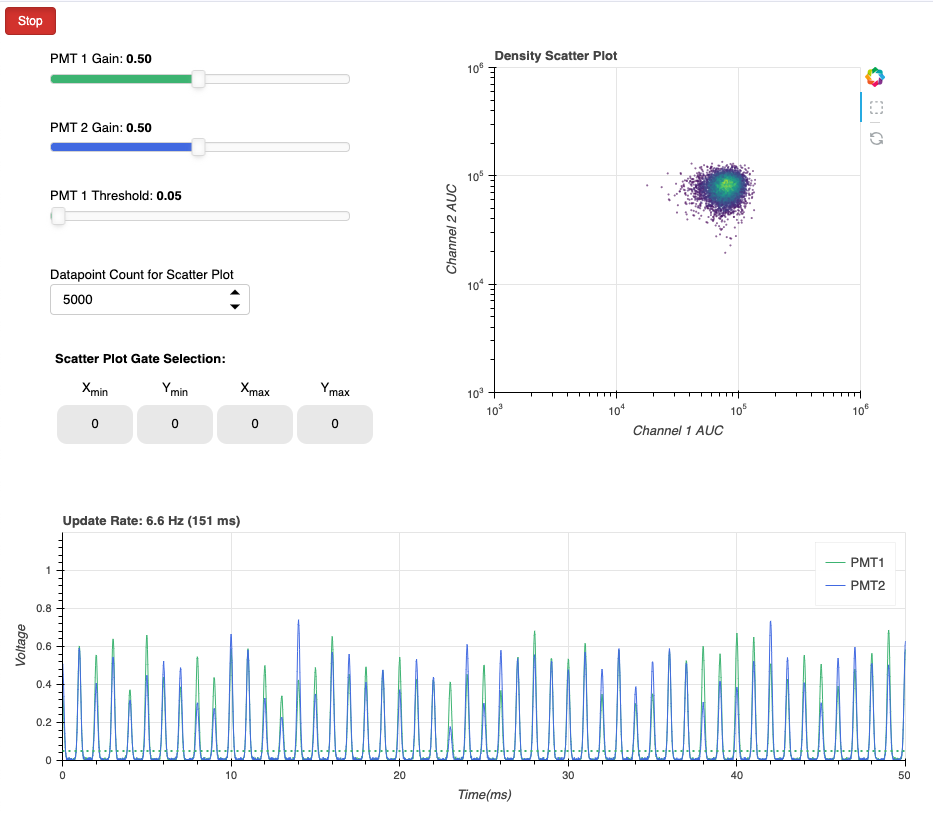 Stop
PMT 1 Gain: 0.50
PMT 2 Gain: 0.50
PMT 1 Threshold: 0.05
Datapoint Count for Scatter Plot
5000
Scatter Plot Gate Selection:
Xmin Ymin Xmax Ymax
0 0 0 0
Density Scatter Plot
10⁶
10⁵
10⁴
10³
Channel 2 AUC
10³ 10⁴ 10⁵ 10⁶
Channel 1 AUC
Update Rate: 6.6 Hz (151 ms)
PMT1
PMT2
1
0.8
0.6
0.4
0.2
0
Voltage
0 10 20 30 40 50
Time(ms)